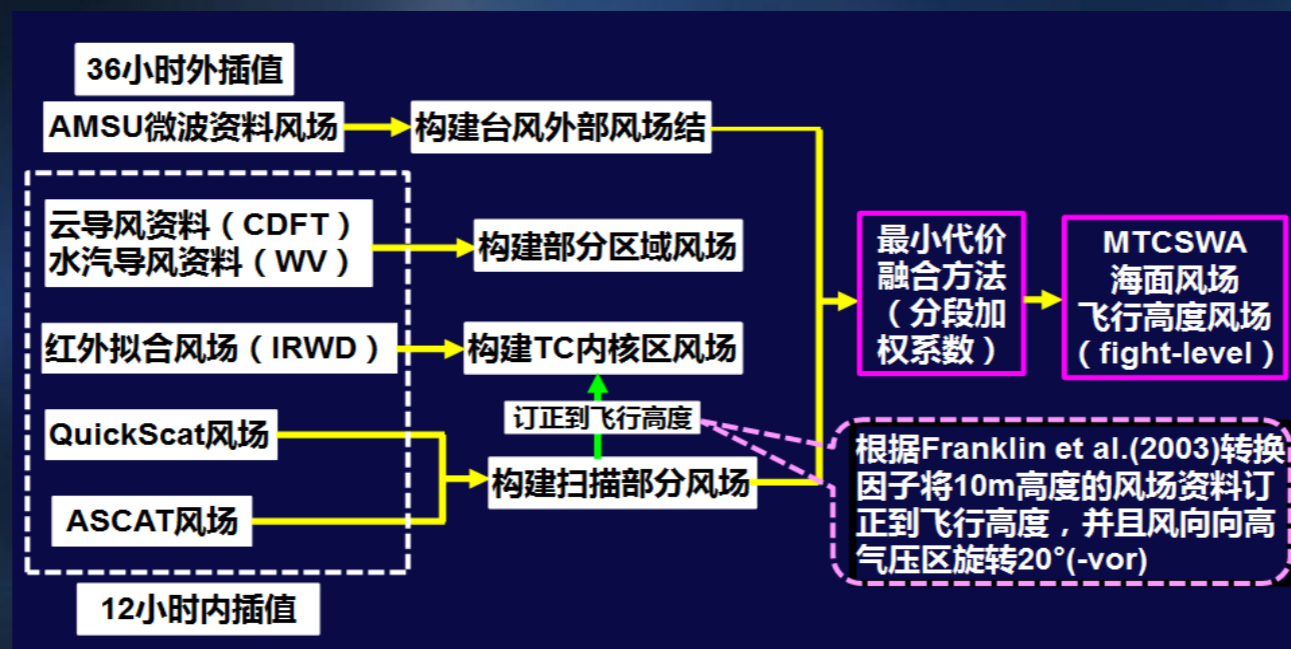 36小时外插值
AMSU微波资料风场
构建台风外部风场结
云导风资料（CDFT）
水汽导风资料（WV）
构建部分区域风场
红外拟合风场（IRWD）
构建TC内核区风场
订正到飞行高度
QuickScat风场
ASCAT风场
构建扫描部分风场
12小时内插值
最小代价
融合方法
（分段加
权系数）
MTCSWA
海面风场
飞行高度风场
（fight-level）
根据Franklin et al.(2003)转换
因子将10m高度的风场资料订
正到飞行高度，并且风向向高
气压区旋转20°(-vor)